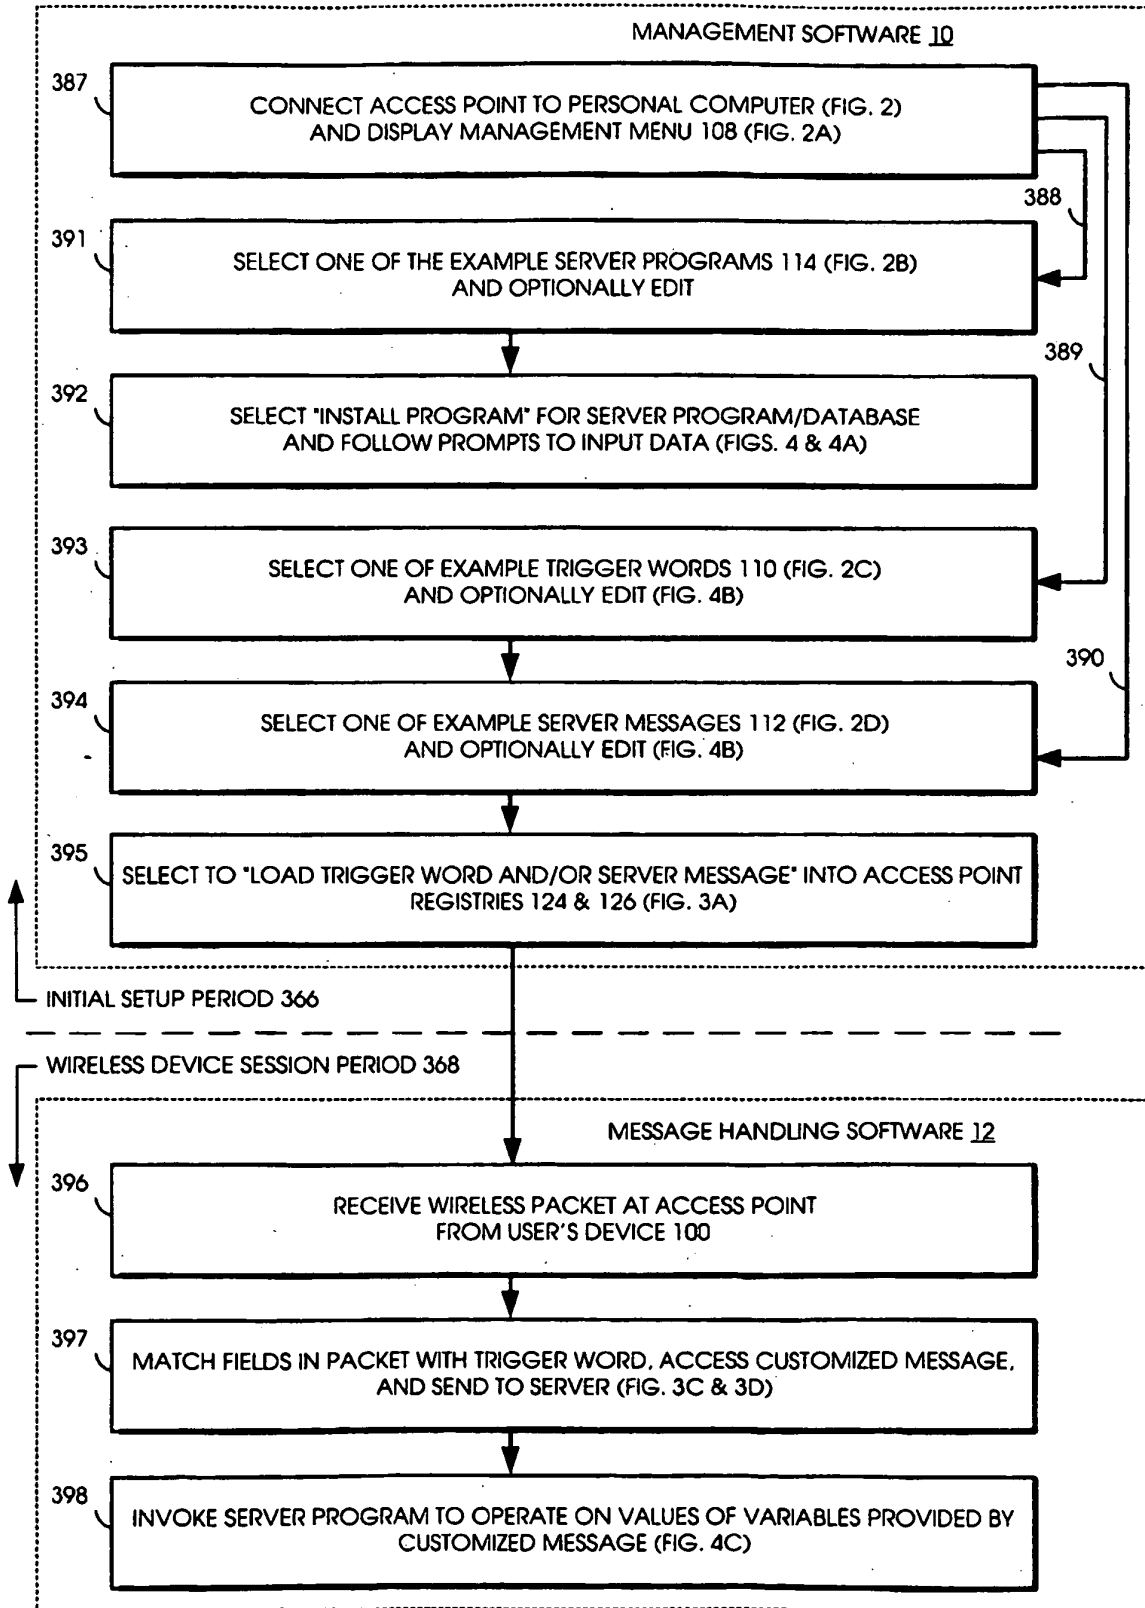 MANAGEMENT SOFTWARE 10
387
CONNECT ACCESS POINT TO PERSONAL COMPUTER (FIG. 2)
AND DISPLAY MANAGEMENT MENU 108 (FIG. 2A)
388
391
SELECT ONE OF THE EXAMPLE SERVER PROGRAMS 114 (FIG. 2B)
AND OPTIONALLY EDIT
389
392
SELECT "INSTALL PROGRAM" FOR SERVER PROGRAM/DATABASE
AND FOLLOW PROMPTS TO INPUT DATA (FIGS. 4 & 4A)
393
SELECT ONE OF EXAMPLE TRIGGER WORDS 110 (FIG. 2C)
AND OPTIONALLY EDIT (FIG. 4B)
390
394
SELECT ONE OF EXAMPLE SERVER MESSAGES 112 (FIG. 2D)
AND OPTIONALLY EDIT (FIG. 4B)
395
SELECT TO "LOAD TRIGGER WORD AND/OR SERVER MESSAGE" INTO ACCESS POINT
REGISTRIES 124 & 126 (FIG. 3A)
INITIAL SETUP PERIOD 366
WIRELESS DEVICE SESSION PERIOD 368
MESSAGE HANDLING SOFTWARE 12
396
RECEIVE WIRELESS PACKET AT ACCESS POINT
FROM USER'S DEVICE 100
397
MATCH FIELDS IN PACKET WITH TRIGGER WORD, ACCESS CUSTOMIZED MESSAGE,
AND SEND TO SERVER (FIG. 3C & 3D)
398
INVOKE SERVER PROGRAM TO OPERATE ON VALUES OF VARIABLES PROVIDED BY
CUSTOMIZED MESSAGE (FIG. 4C)